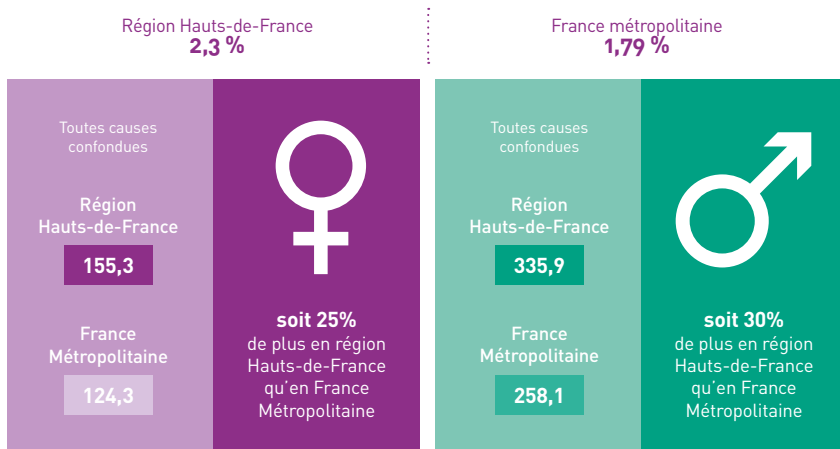 Région Hauts-de-France
2,3 %
France métropolitaine
1,79 %
Toutes causes
confondues
Région
Hauts-de-France
155,3
France
Métropolitaine
124,3
soit 25%
de plus en région
Hauts-de-France
qu'en France
Métropolitaine
Toutes causes
confondues
Région
Hauts-de-France
335,9
France
Métropolitaine
258,1
soit 30%
de plus en région
Hauts-de-France
qu'en France
Métropolitaine